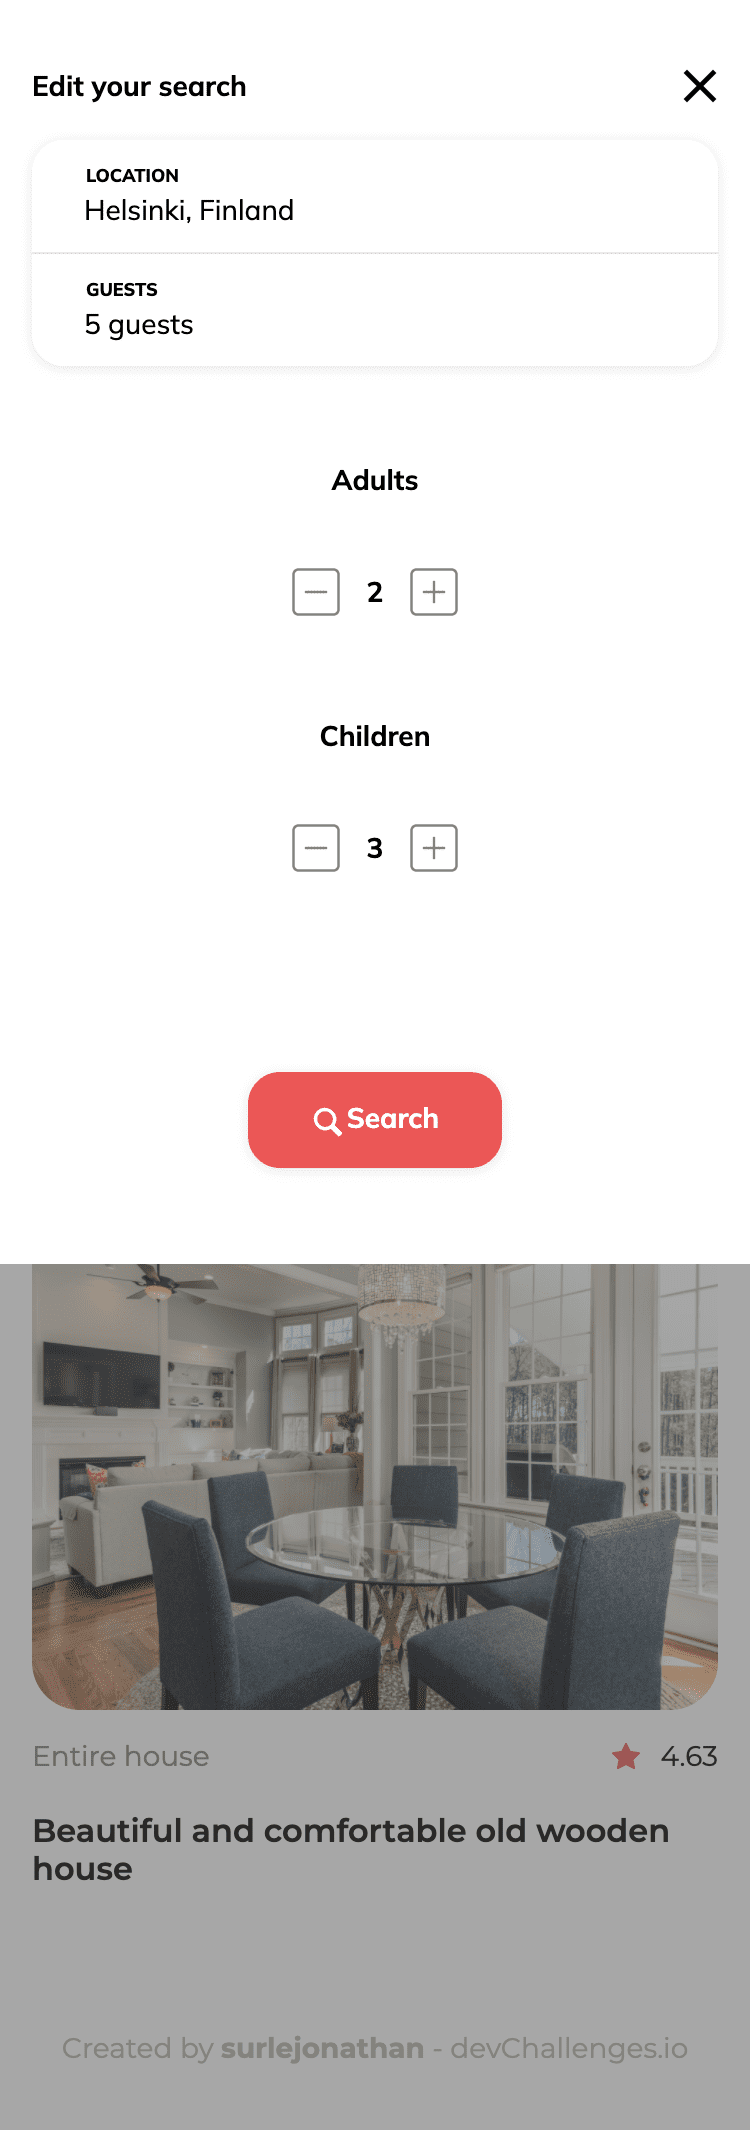 Edit your search
LOCATION
Helsinki, Finland
GUESTS
5 guests
Adults
2
Children
3
Search
Entire house
4.63
Beautiful and comfortable old wooden
house
Created by surlejonathan - devChallenges.io